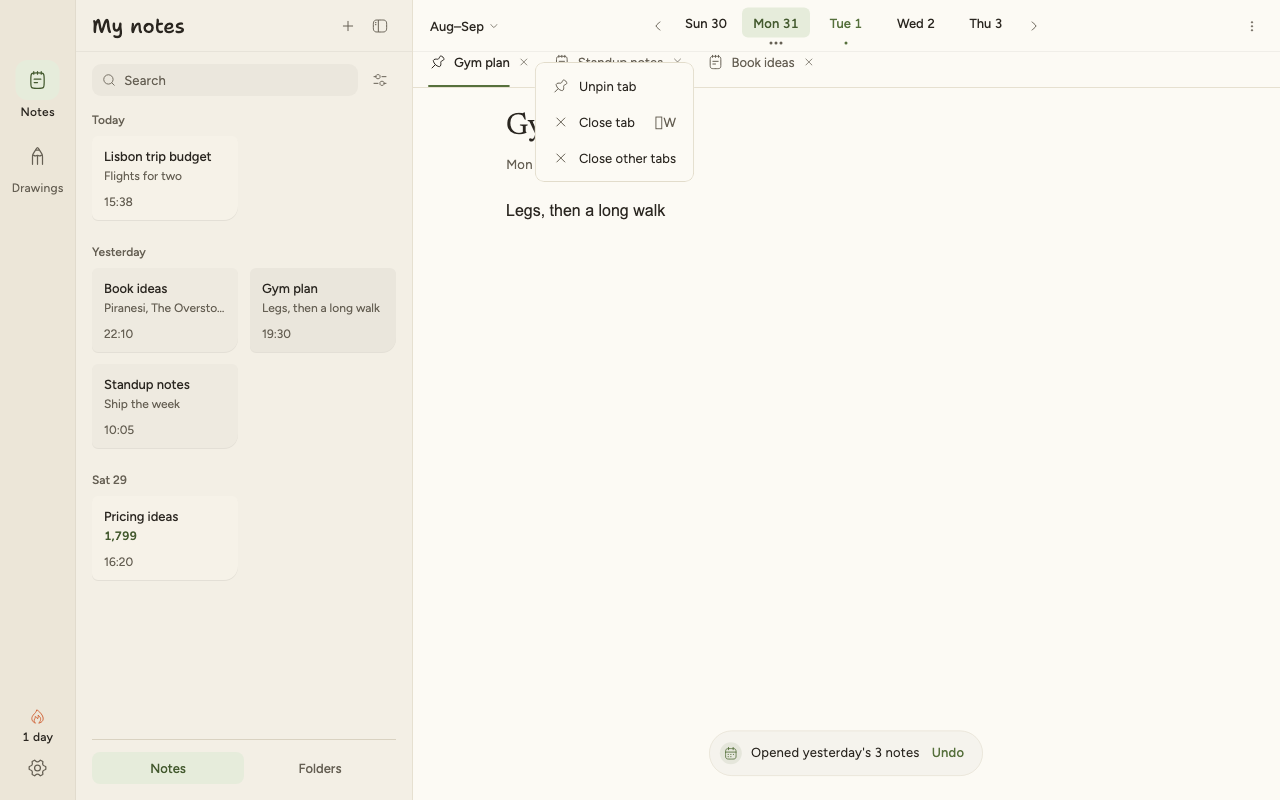 My notes
Aug–Sep
Sun 30
Mon 31
Tue 1
Wed 2
Thu 3
Notes
Drawings
1 day
Search
Today
Lisbon trip budget
Flights for two
15:38
Yesterday
Book ideas
Piranesi, The Oversto...
22:10
Gym plan
Legs, then a long walk
19:30
Standup notes
Ship the week
10:05
Sat 29
Pricing ideas
1,799
16:20
Notes
Folders
Gym plan
Standup notes
Book ideas
Unpin tab
Close tab
W
Close other tabs
Mon
Legs, then a long walk
Opened yesterday's 3 notes
Undo